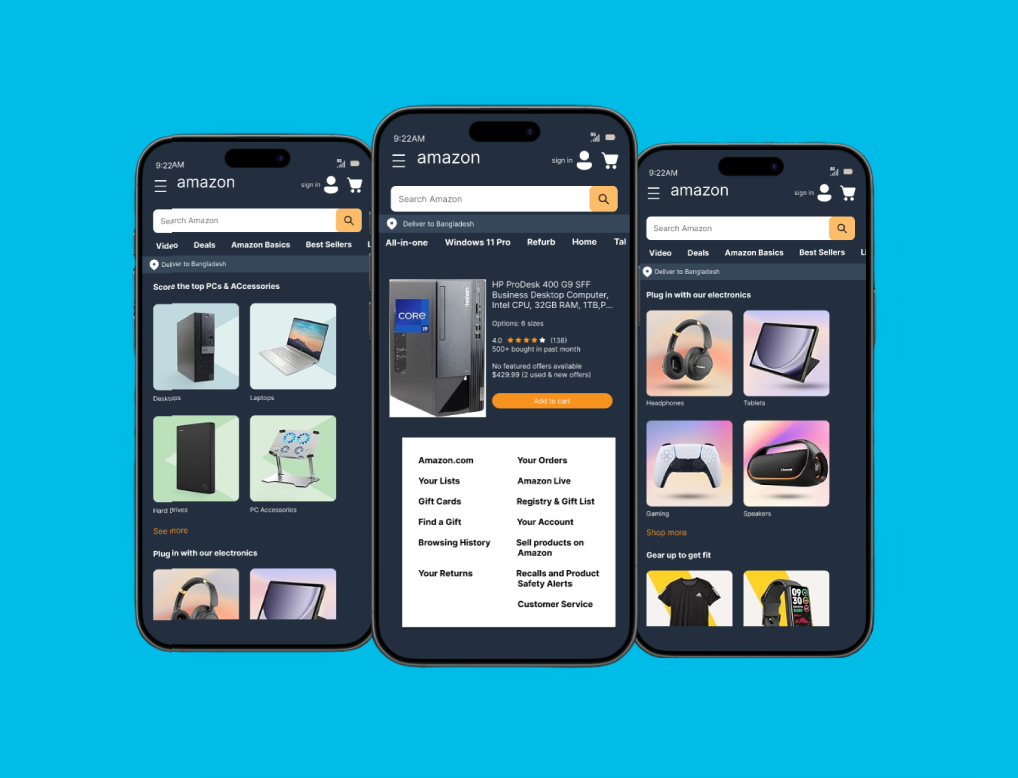 9:22AM
5G
amazon
sign in
Search Amazon
Video Deals Amazon Basics Best Sellers L
Deliver to Bangladesh
Score the top PCs & ACcessories
Desktops Laptops
Hard Drives PC Accessories
See more
Plug in with our electronics
9:22AM
5G
amazon
sign in
Search Amazon
Deliver to Bangladesh
All-in-one Windows 11 Pro Refurb Home Tal
CORE
i9
HP ProDesk 400 G9 SFF
Business Desktop Computer,
Intel CPU, 32GB RAM, 1TB,P...
Options: 6 sizes
4.0 (138)
500+ bought in past month
No featured offers available
$429.99 (2 used & new offers)
Add to cart
Amazon.com Your Orders
Your Lists Amazon Live
Gift Cards Registry & Gift List
Find a Gift Your Account
Browsing History Sell products on
Amazon
Your Returns Recalls and Product
Safety Alerts
Customer Service
9:22AM
5G
amazon
sign in
Search Amazon
Video Deals Amazon Basics Best Sellers Li
Deliver to Bangladesh
Plug in with our electronics
Headphones Tablets
Gaming Speakers
Shop more
Gear up to get fit
09
30